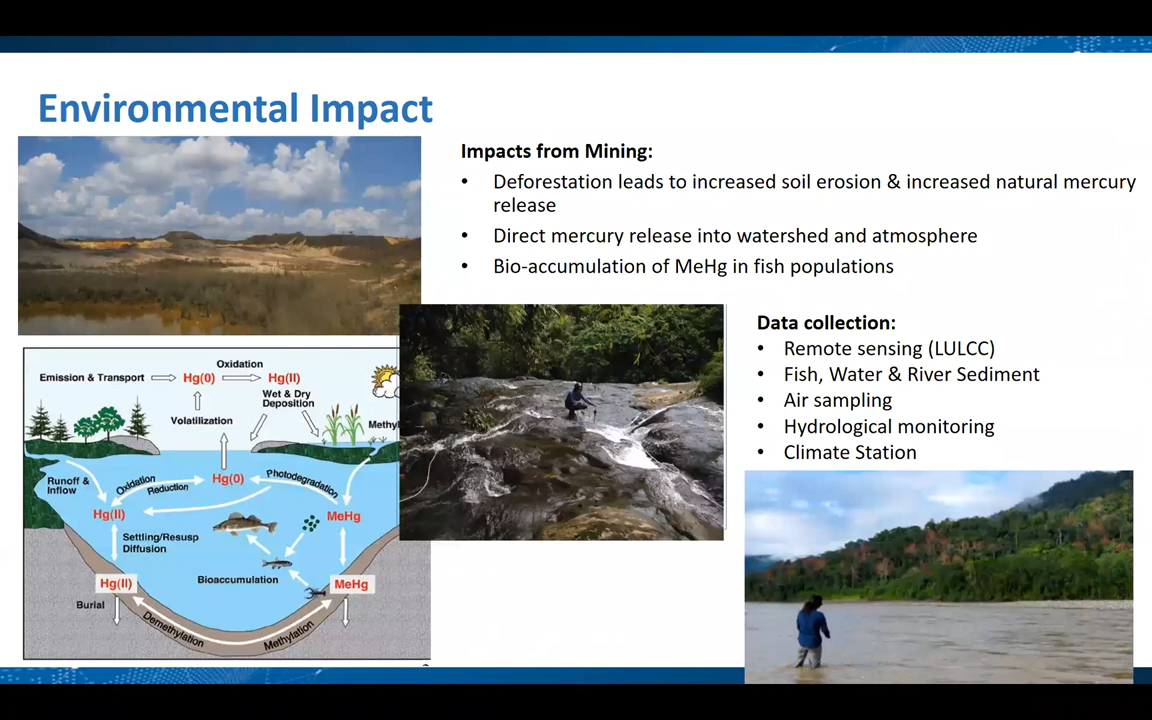 Environmental Impact
Impacts from Mining:
• Deforestation leads to increased soil erosion & increased natural mercury
release
• Direct mercury release into watershed and atmosphere
• Bio-accumulation of MeHg in fish populations
Data collection:
• Remote sensing (LULCC)
• Fish, Water & River Sediment
• Air sampling
• Hydrological monitoring
• Climate Station
Oxidation
Emission & Transport
Hg(0)
Hg(II)
Wet & Dry
Deposition
Volatilization
Methyl
Runoff &
Inflow
Oxidation
Reduction
Hg(0)
Photodegradation
Hg(II)
MeHg
Settling/Resusp
Diffusion
Hg(II)
Bioaccumulation
MeHg
Burial
Demethylation
Methylation